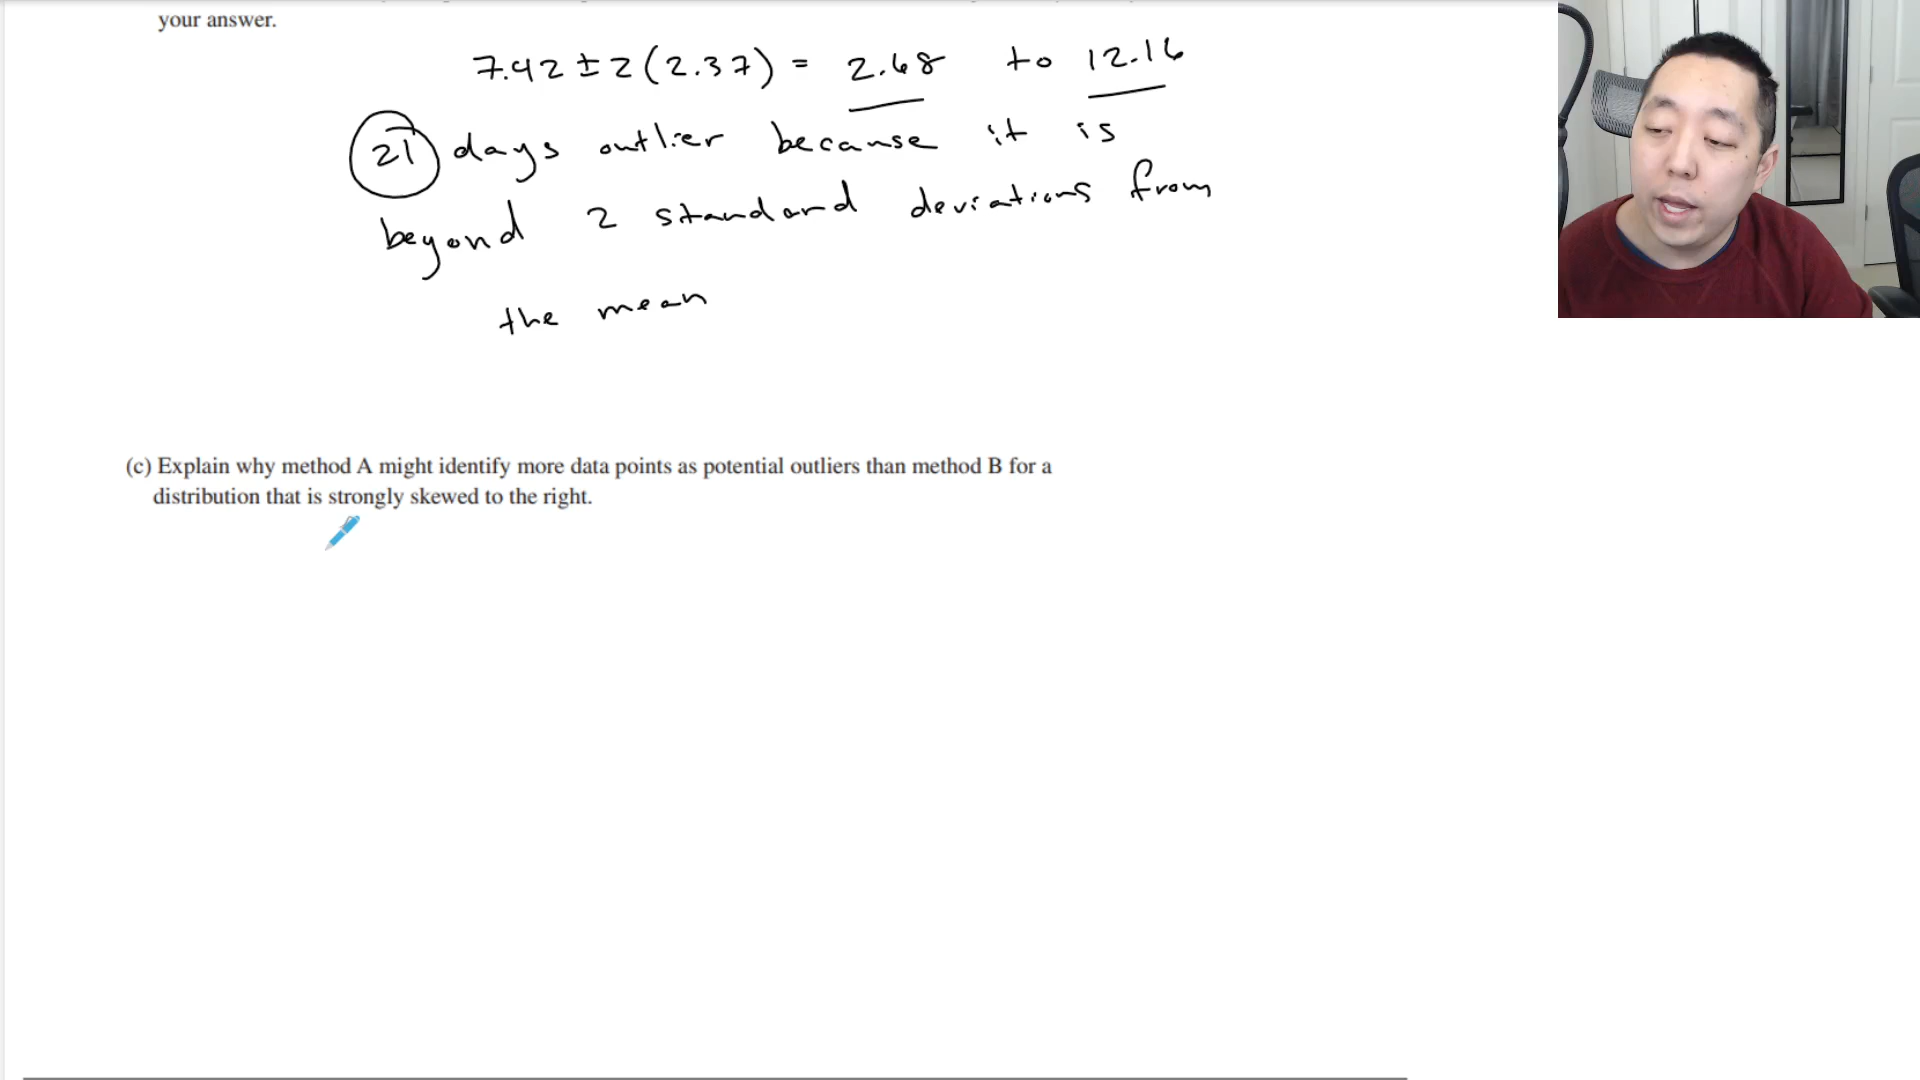 your answer.
7.42 ± 2(2.37) = 2.68 to 12.16
21 days outlier because it is
beyond 2 standard deviations from
the mean
(c) Explain why method A might identify more data points as potential outliers than method B for a
distribution that is strongly skewed to the right.